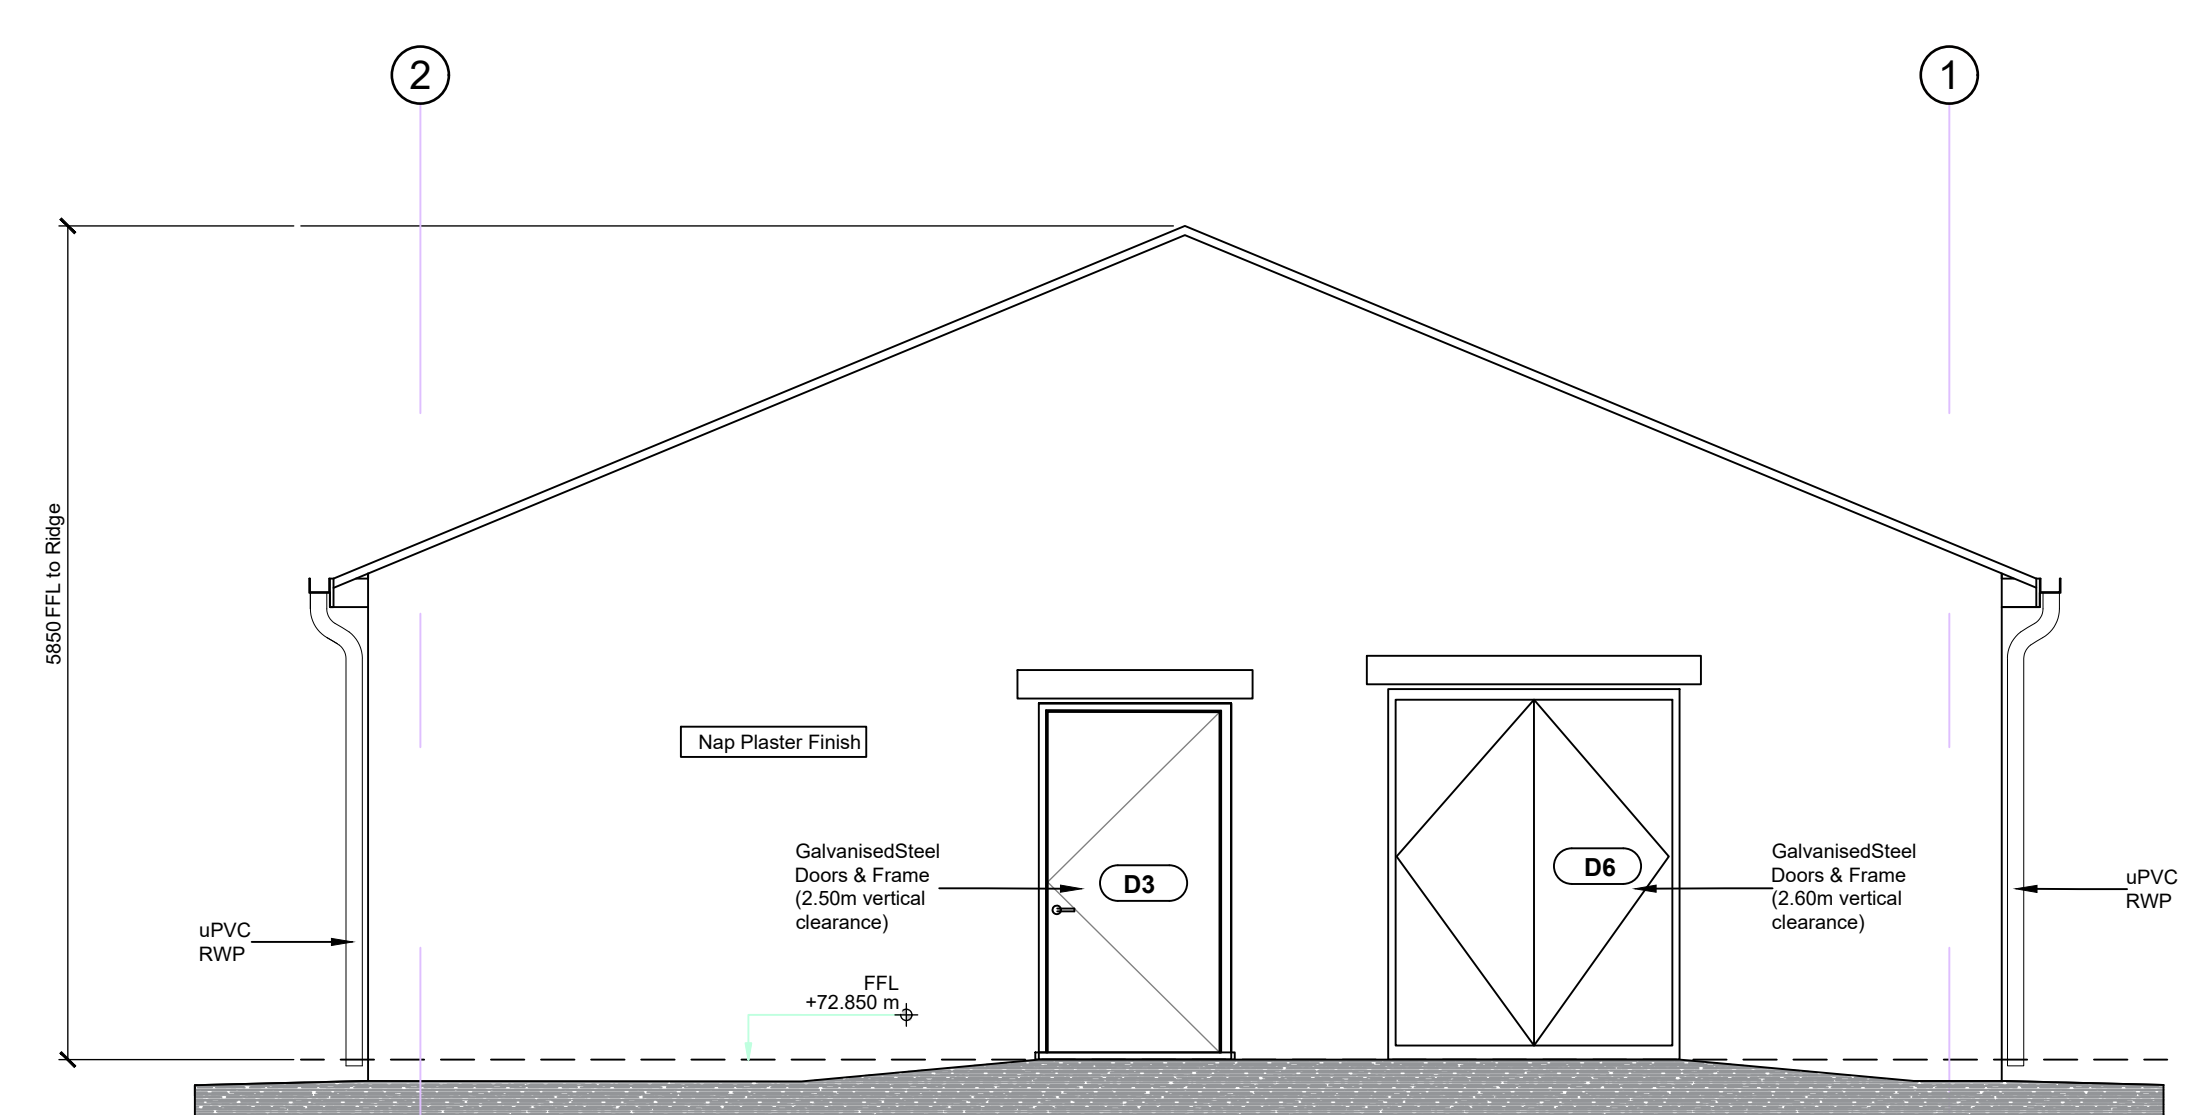 2
1
5850 FFL to Ridge
Nap Plaster Finish
GalvanisedSteel
Doors & Frame
(2.50m vertical
clearance)
D3
D6
GalvanisedSteel
Doors & Frame
(2.60m vertical
clearance)
uPVC
RWP
uPVC
RWP
FFL
+72.850 m